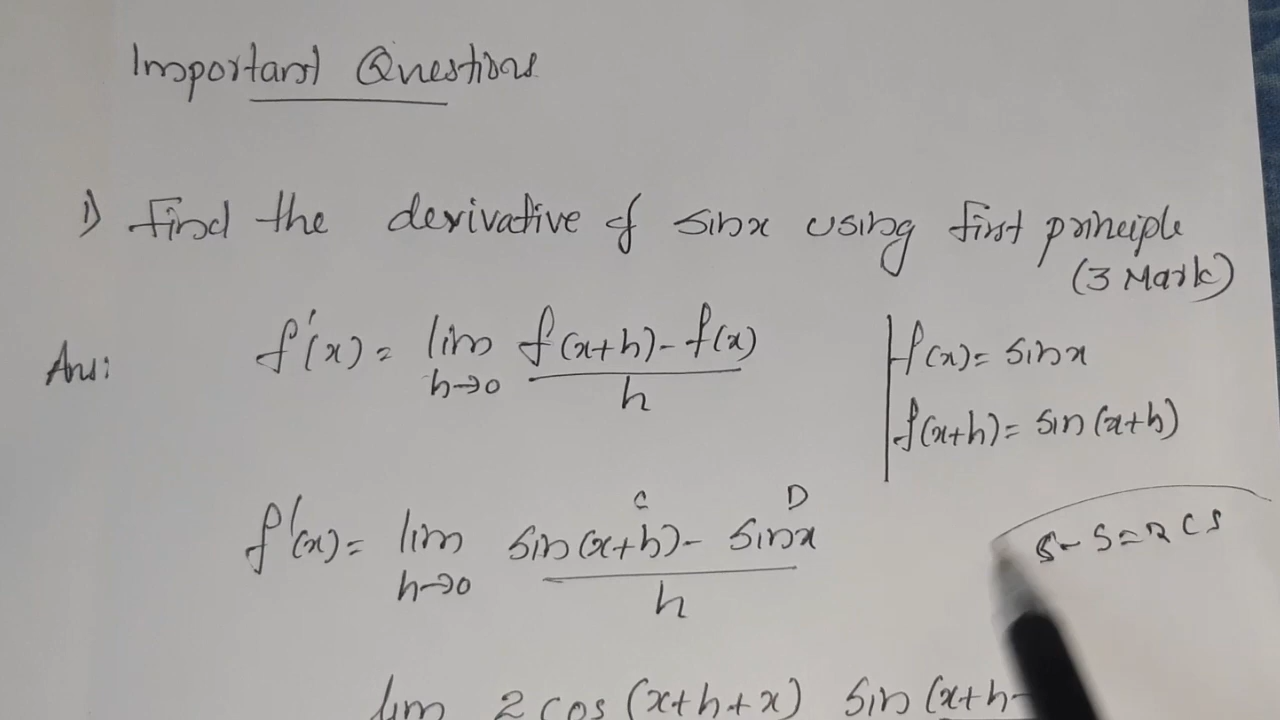 Important Questions
1) Find the derivative of sinx using first principle
(3 Mark)
Ans:
f'(x) = lim h→0 f(x+h) - f(x) / h
f(x) = sinx
f(x+h) = sin(x+h)
f'(x) = lim h→0 sin(x+h) - sinx / h
C D
S - S = 2 C S
lim 2 cos (x+h+x) sin (x+h-